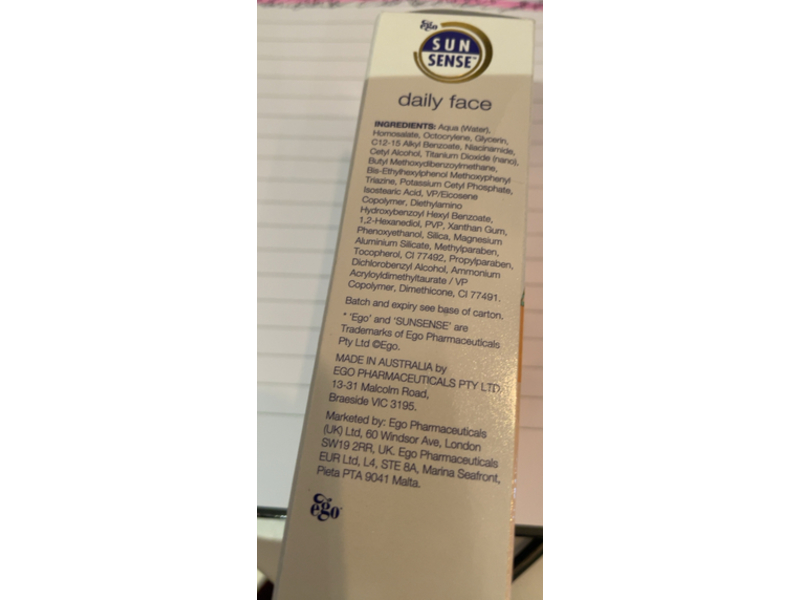 ego
SUN
SENSE™
daily face
INGREDIENTS: Aqua (Water),
Homosalate, Octocrylene, Glycerin,
C12-15 Alkyl Benzoate, Niacinamide,
Cetyl Alcohol, Titanium Dioxide (nano),
Butyl Methoxydibenzoylmethane,
Bis-Ethylhexylphenol Methoxyphenyl
Triazine, Potassium Cetyl Phosphate,
Isostearic Acid, VP/Eicosene
Copolymer, Diethylamino
Hydroxybenzoyl Hexyl Benzoate,
1,2-Hexanediol, PVP, Xanthan Gum,
Phenoxyethanol, Silica, Magnesium
Aluminium Silicate, Methylparaben,
Tocopherol, CI 77492, Propylparaben,
Dichlorobenzyl Alcohol, Ammonium
Acryloyldimethyltaurate / VP
Copolymer, Dimethicone, CI 77491.
Batch and expiry see base of carton.
* 'Ego' and 'SUNSENSE' are
Trademarks of Ego Pharmaceuticals
Pty Ltd ©Ego.
MADE IN AUSTRALIA by
EGO PHARMACEUTICALS PTY LTD
13-31 Malcolm Road,
Braeside VIC 3195.
Marketed by: Ego Pharmaceuticals
(UK) Ltd, 60 Windsor Ave, London
SW19 2RR, UK. Ego Pharmaceuticals
EUR Ltd, L4, STE 8A, Marina Seafront,
Pieta PTA 9041 Malta.
ego